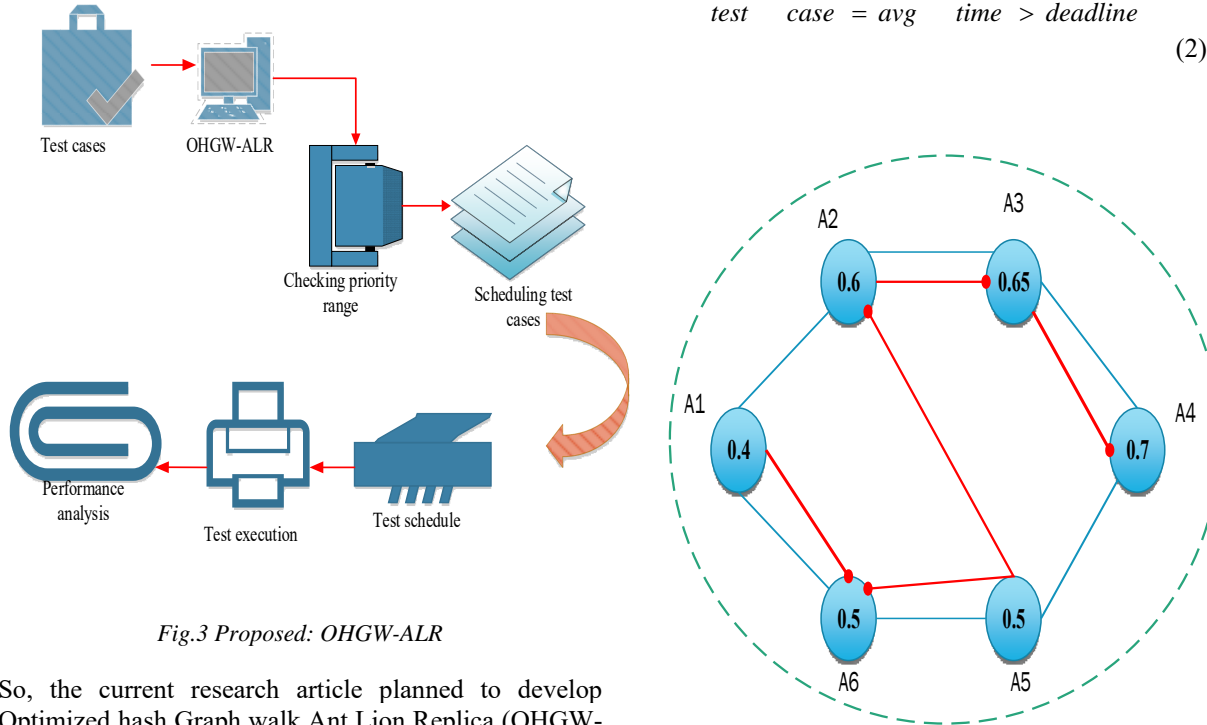 Test cases
OHGW-ALR
Checking priority
range
Scheduling test
cases
Performance
analysis
Test execution
Test schedule
Fig.3 Proposed: OHGW-ALR
So, the current research article planned to develop
Optimized hash Graph walk Ant Lion Replica (OHGW-
test case = avg time > deadline
(2)
A2
A3
0.6
0.65
A1
A4
0.4
0.7
0.5
0.5
A6
A5